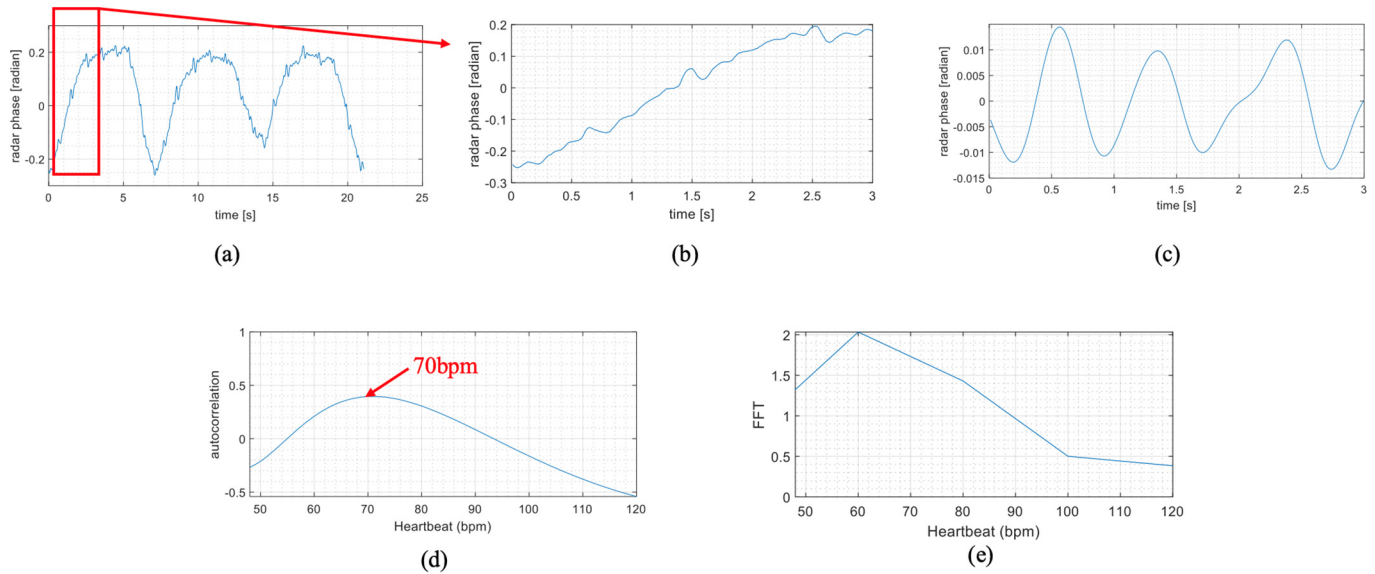 radar phase [radian]
0.2
0
-0.2
0 5 10 15 20 25
time [s]
(a)
radar phase [radian]
0.2
0.1
0
-0.1
-0.2
-0.3
0 0.5 1 1.5 2 2.5 3
time [s]
(b)
radar phase [radian]
0.01
0.005
0
-0.005
-0.01
-0.015
0 0.5 1 1.5 2 2.5 3
time [s]
(c)
autocorrelation
1
0.5
0
-0.5
70bpm
50 60 70 80 90 100 110 120
Heartbeat (bpm)
(d)
FFT
2
1.5
1
0.5
0
50 60 70 80 90 100 110 120
Heartbeat (bpm)
(e)